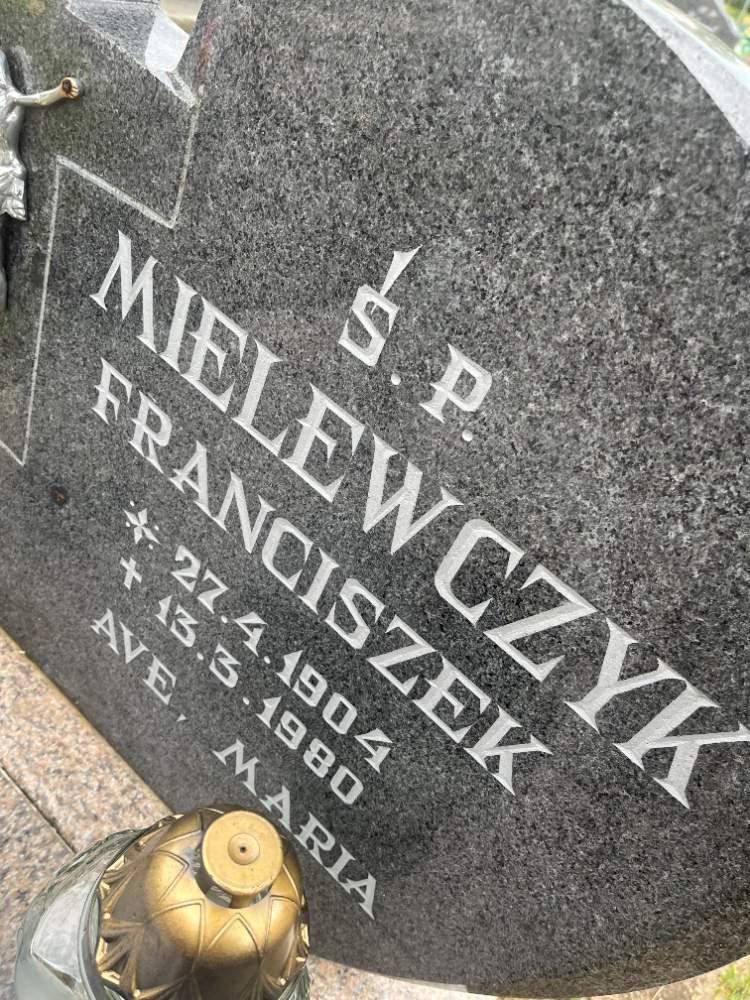 Ś.P.
MIELEWCZYK
FRANCISZEK
27.4.1904
✝ 13.3.1980
AVE, MARIA